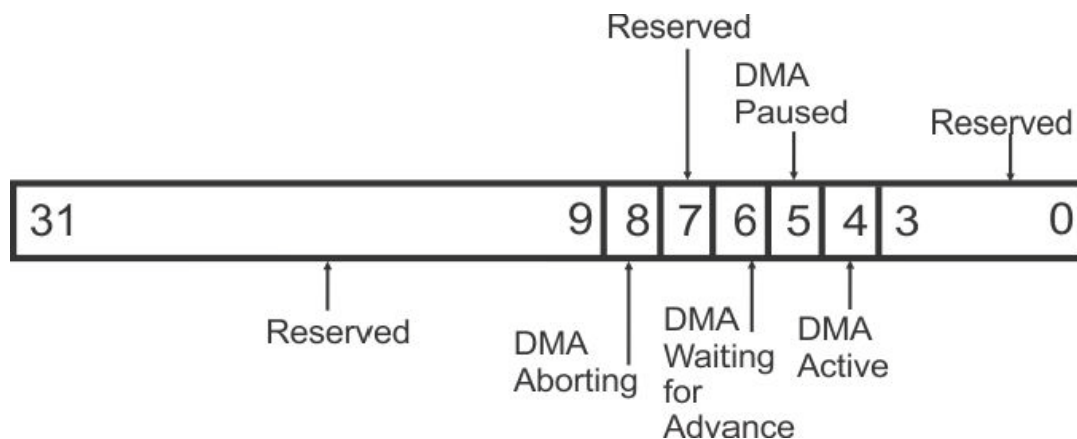 Reserved
DMA
Paused
Reserved
31 9 8 7 6 5 4 3 0
Reserved
DMA
Aborting
DMA
Waiting
for
Advance
DMA
Active